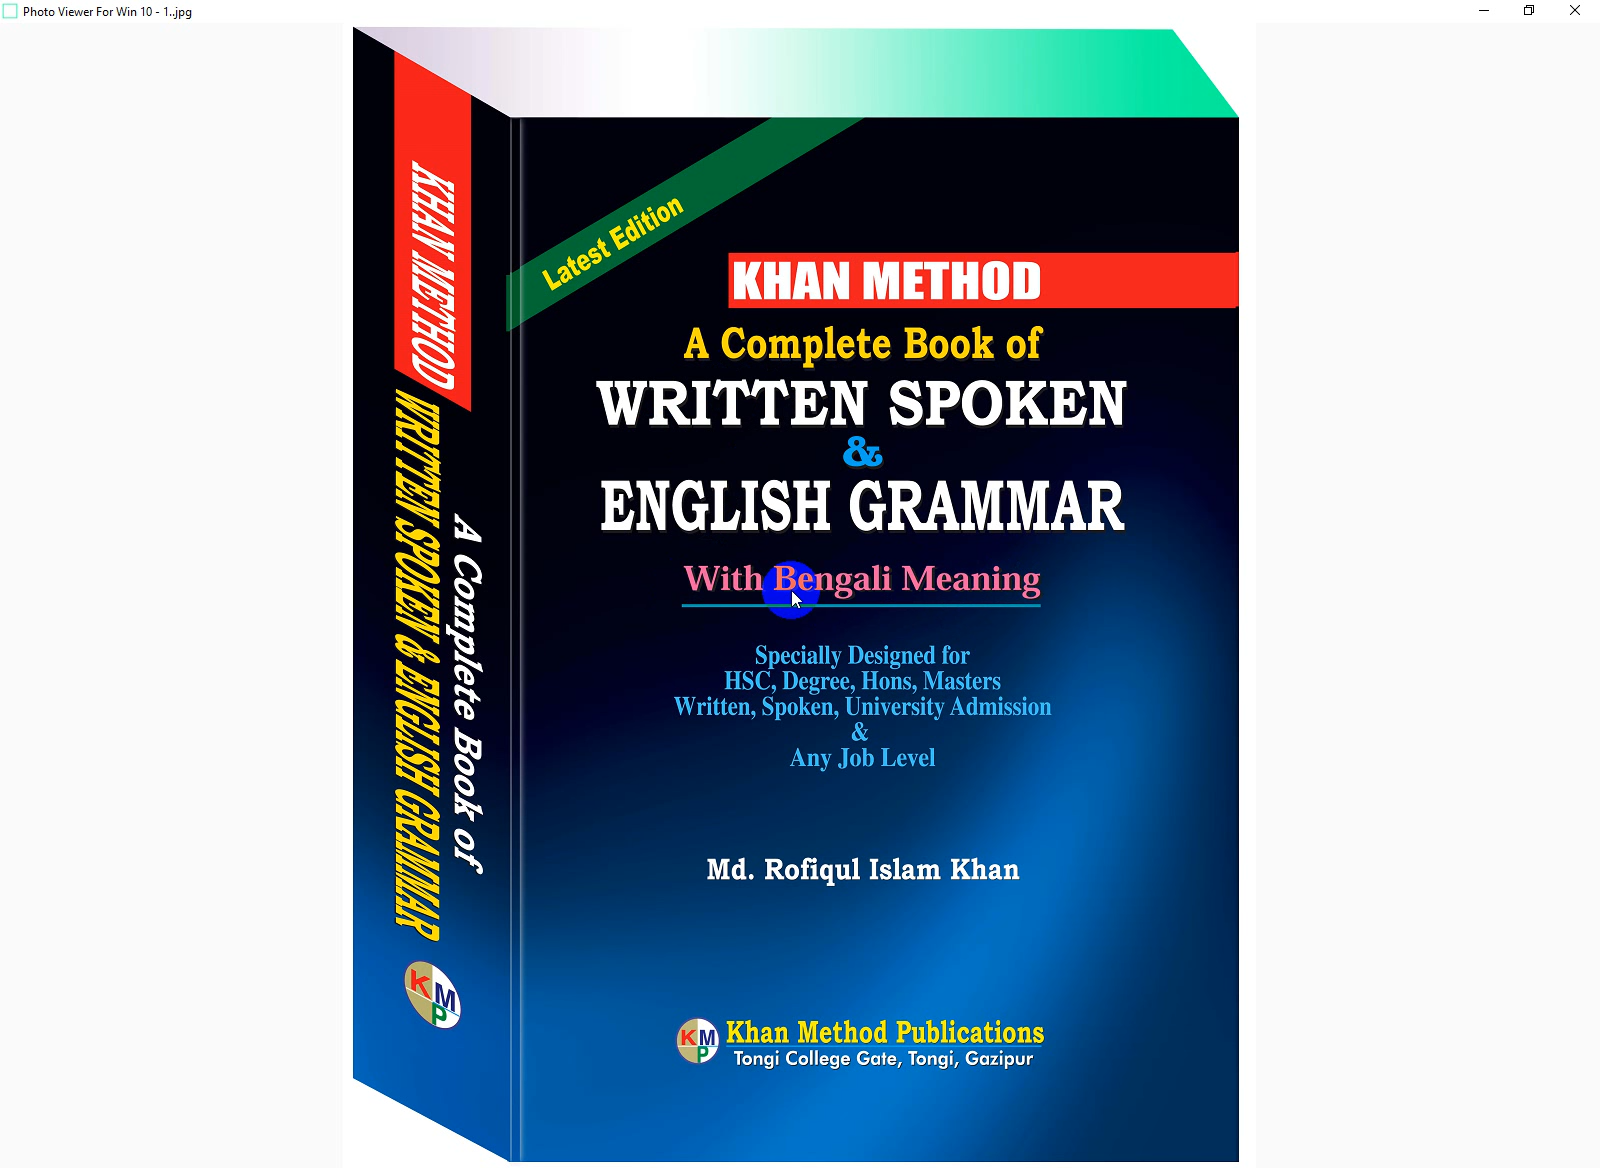 Photo Viewer For Win 10 - 1..jpg
KHAN METHOD
WRITTEN SPOKEN & ENGLISH GRAMMAR
A Complete Book of
KMP
Latest Edition
KHAN METHOD
A Complete Book of
WRITTEN SPOKEN
&
ENGLISH GRAMMAR
With Bengali Meaning
Specially Designed for
HSC, Degree, Hons, Masters
Written, Spoken, University Admission
&
Any Job Level
Md. Rofiqul Islam Khan
KMP
Khan Method Publications
Tongi College Gate, Tongi, Gazipur